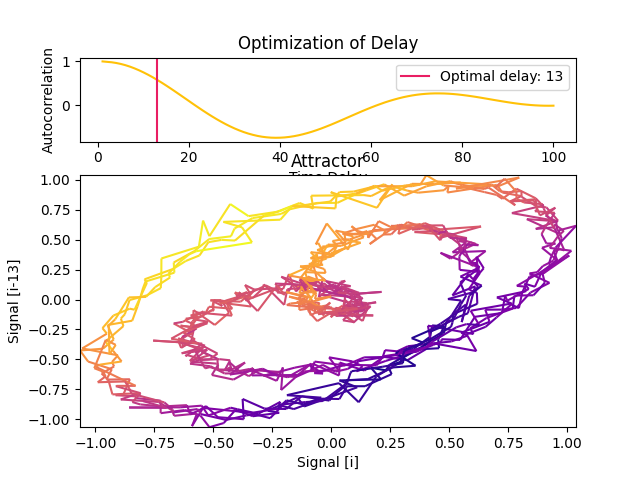 Optimization of Delay
Autocorrelation
1
0
Optimal delay: 13
0 20 40 60 80 100
Attractor
Signal [i-13]
1.00
0.75
0.50
0.25
0.00
−0.25
−0.50
−0.75
−1.00
−1.00 −0.75 −0.50 −0.25 0.00 0.25 0.50 0.75 1.00
Signal [i]